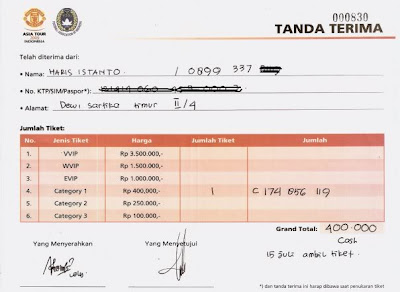 000830
TANDA TERIMA
ASIA TOUR
2009
INDONESIA
Telah diterima dari:
• Nama: HARIS ISTANTO / 0899 337
• No. KTP/SIM/Paspor*):
• Alamat: Dewi Sartika timur II/4
Jumlah Tiket:
No. Jenis Tiket Harga Jumlah Tiket Jumlah
1. VVIP Rp 3.500.000,-
2. WVIP Rp 1.500.000,-
3. EVIP Rp 1.000.000,-
4. Category 1 Rp 400,000,- 1 C 174 056 119
5. Category 2 Rp 250.000,-
6. Category 3 Rp 100.000,-
Grand Total: 400.000
Cash
Yang Menyerahkan Yang Menyetujui
15 Juli ambil tiket.
*) dan tanda terima ini harap dibawa saat penukaran tiket